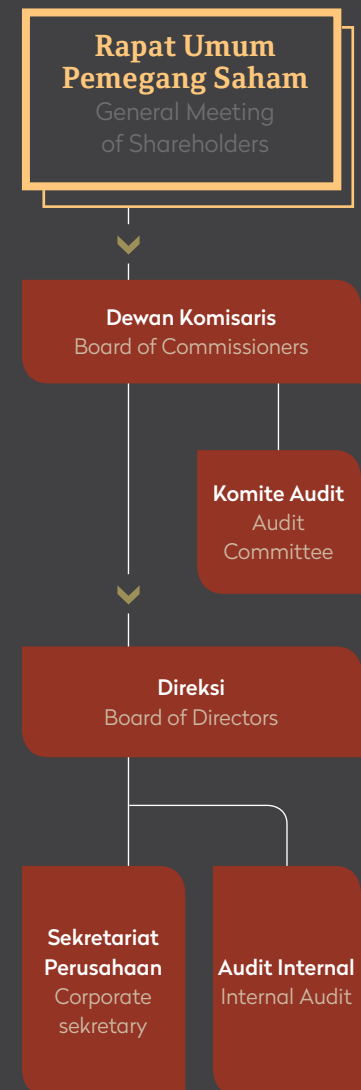 Rapat Umum
Pemegang Saham
General Meeting
of Shareholders
Dewan Komisaris
Board of Commissioners
Komite Audit
Audit
Committee
Direksi
Board of Directors
Sekretariat
Perusahaan
Corporate
sekretary
Audit Internal
Internal Audit